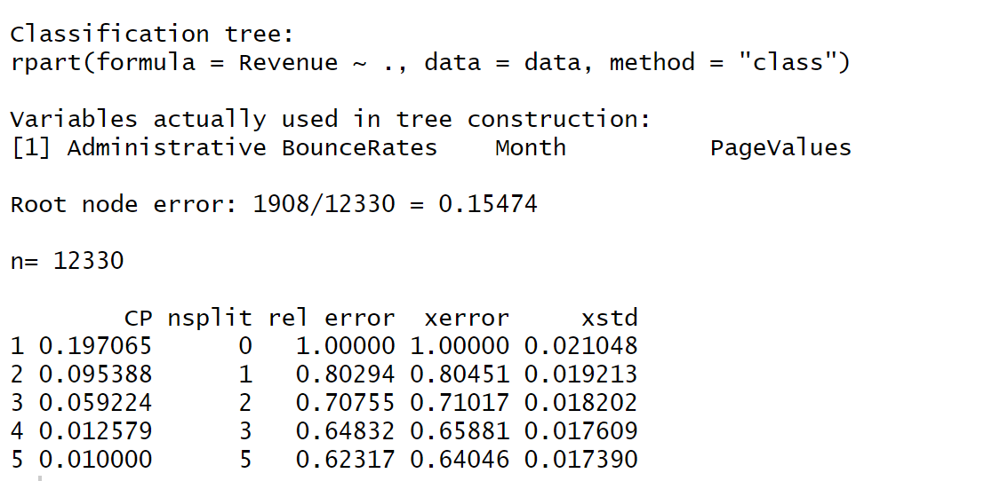 Classification tree:
rpart(formula = Revenue ~ ., data = data, method = "class")
Variables actually used in tree construction:
[1] Administrative BounceRates    Month          PageValues
Root node error: 1908/12330 = 0.15474
n= 12330
        CP nsplit rel error  xerror     xstd
1 0.197065      0   1.00000 1.00000 0.021048
2 0.095388      1   0.80294 0.80451 0.019213
3 0.059224      2   0.70755 0.71017 0.018202
4 0.012579      3   0.64832 0.65881 0.017609
5 0.010000      5   0.62317 0.64046 0.017390